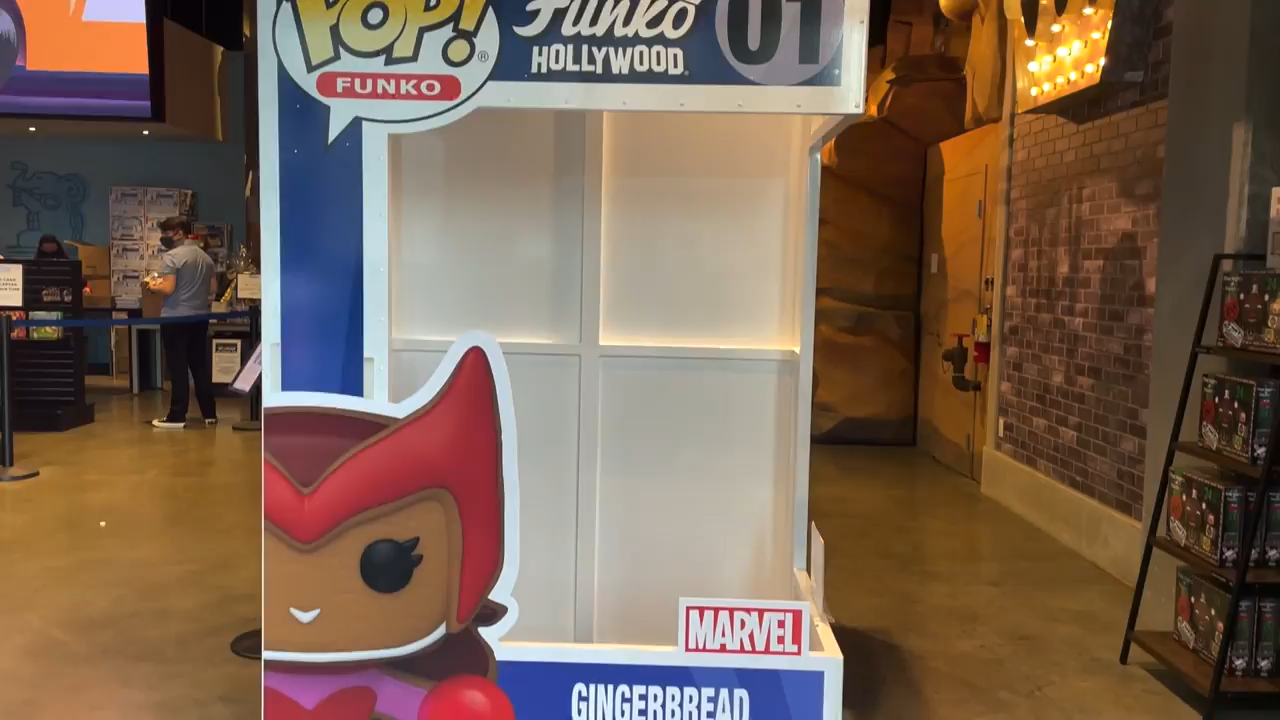 POP!
FUNKO
Funko
HOLLYWOOD
01
MARVEL
GINGERBREAD